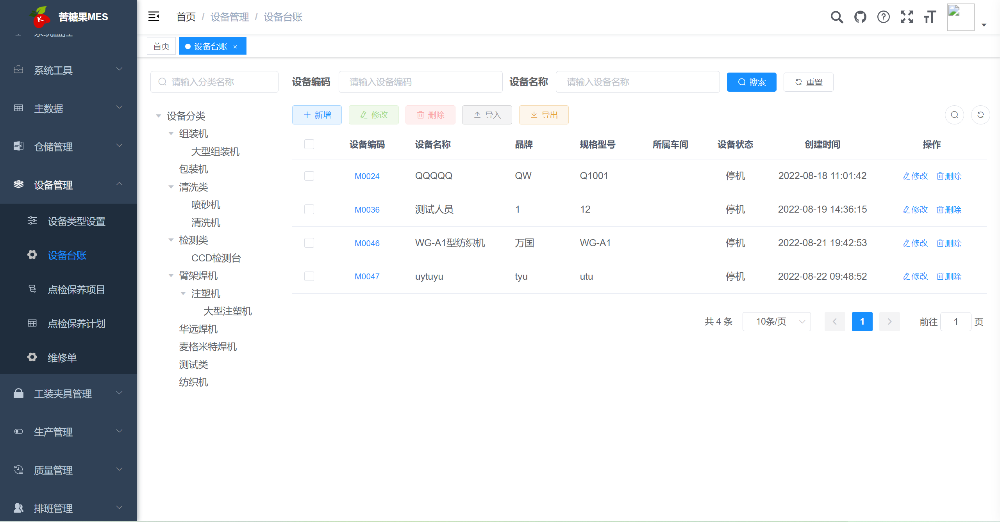 苦糖果MES
首页 / 设备管理 / 设备台账
首页
设备台账 ×
系统监控
系统工具
主数据
仓储管理
设备管理
设备类型设置
设备台账
点检保养项目
点检保养计划
维修单
工装夹具管理
生产管理
质量管理
排班管理
请输入分类名称
设备分类
组装机
大型组装机
包装机
清洗类
喷砂机
清洗机
检测类
CCD检测台
臂架焊机
注塑机
大型注塑机
华远焊机
麦格米特焊机
测试类
纺织机
设备编码 请输入设备编码 设备名称 请输入设备名称 搜索 重置
新增 修改 删除 导入 导出
设备编码 设备名称 品牌 规格型号 所属车间 设备状态 创建时间 操作
M0024 QQQQQ QW Q1001 停机 2022-08-18 11:01:42 修改 删除
M0036 测试人员 1 12 停机 2022-08-19 14:36:15 修改 删除
M0046 WG-A1型纺织机 万国 WG-A1 停机 2022-08-21 19:42:53 修改 删除
M0047 uytuyu tyu utu 停机 2022-08-22 09:48:52 修改 删除
共 4 条 10条/页 1 前往 1 页